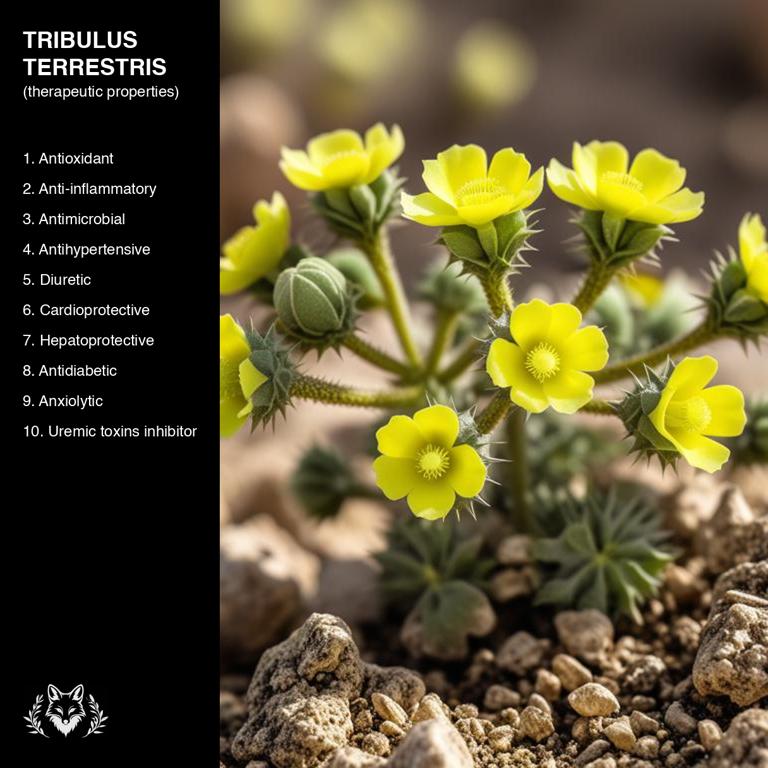 TRIBULUS
TERRESTRIS
(therapeutic properties)
1. Antioxidant
2. Anti-inflammatory
3. Antimicrobial
4. Antihypertensive
5. Diuretic
6. Cardioprotective
7. Hepatoprotective
8. Antidiabetic
9. Anxiolytic
10. Uremic toxins inhibitor